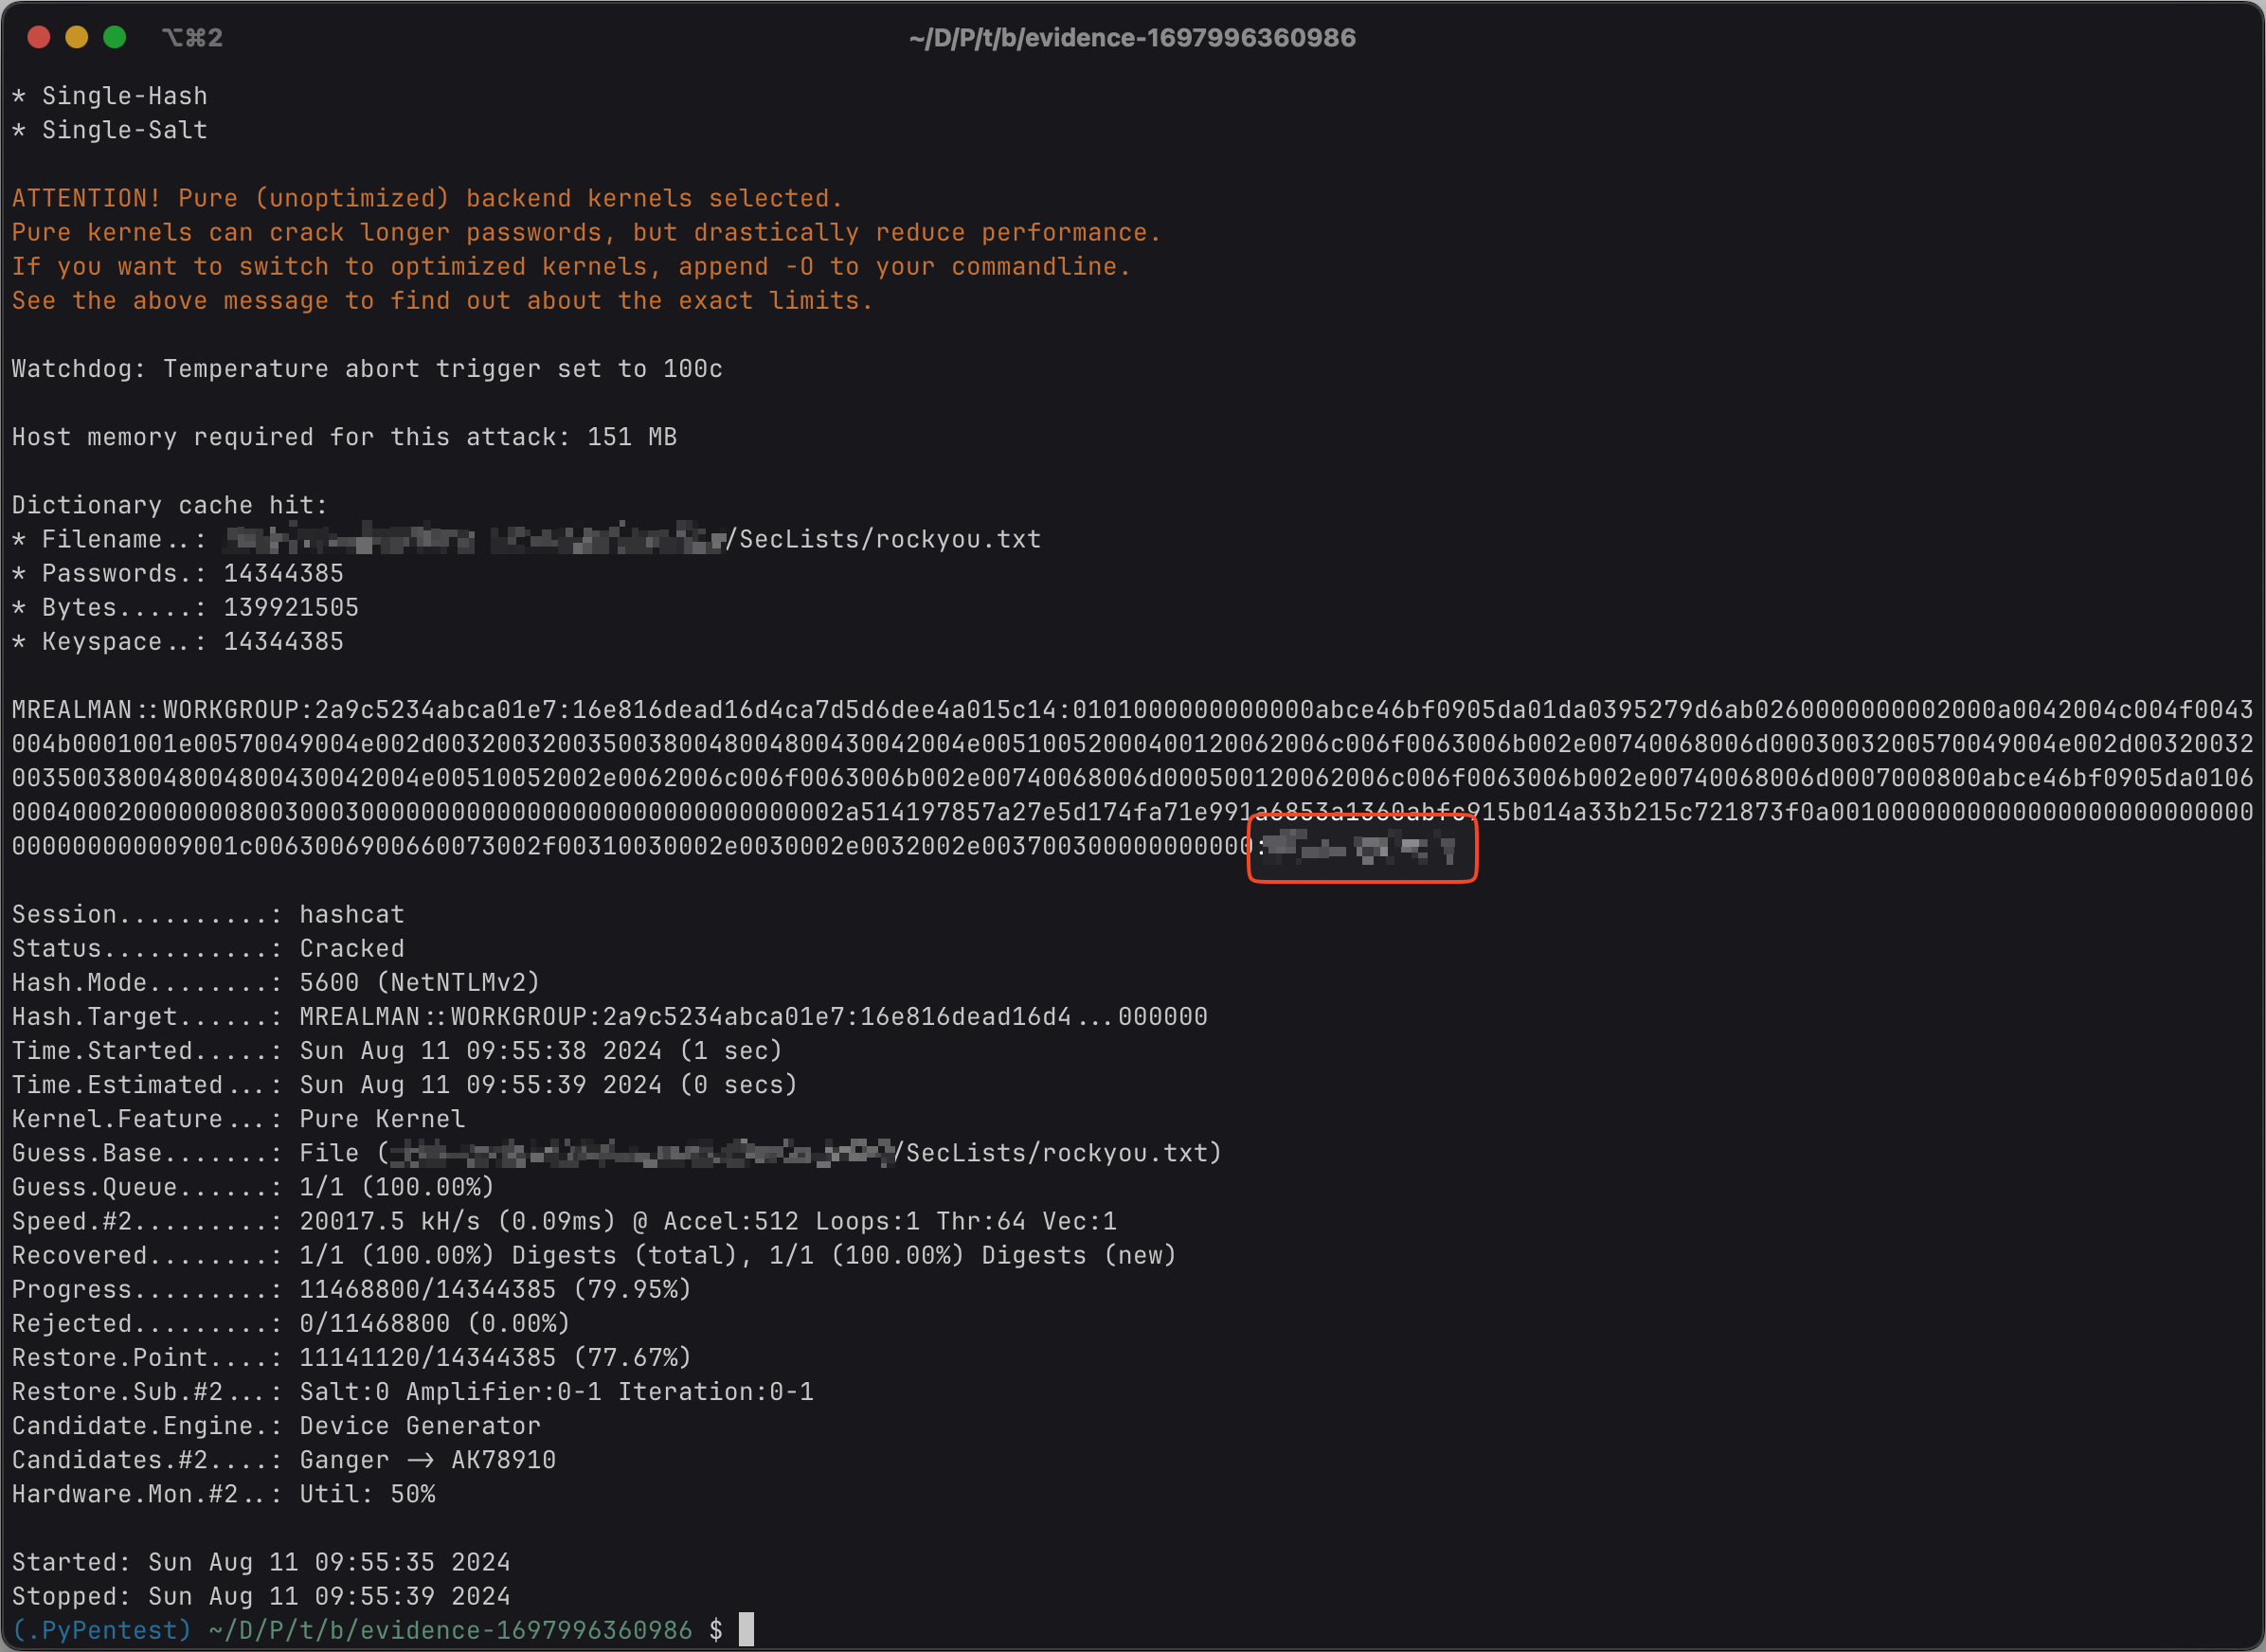 ⌥⌘2
~/D/P/t/b/evidence-1697996360986
* Single-Hash
* Single-Salt
ATTENTION! Pure (unoptimized) backend kernels selected.
Pure kernels can crack longer passwords, but drastically reduce performance.
If you want to switch to optimized kernels, append -O to your commandline.
See the above message to find out about the exact limits.
Watchdog: Temperature abort trigger set to 100c
Host memory required for this attack: 151 MB
Dictionary cache hit:
* Filename..: /SecLists/rockyou.txt
* Passwords.: 14344385
* Bytes.....: 139921505
* Keyspace..: 14344385
MREALMAN::WORKGROUP:2a9c5234abca01e7:16e816dead16d4ca7d5d6dee4a015c14:0101000000000000abce46bf0905da01da0395279d6ab0260000000002000a0042004c004f0043
004b0001001e00570049004e002d00320032003500380048004800430042004e00510052000400120062006c006f0063006b002e00740068006d0003003200570049004e002d00320032
003500380048004800430042004e00510052002e0062006c006f0063006b002e00740068006d000500120062006c006f0063006b002e00740068006d0007000800abce46bf0905da0106
000400020000000800300030000000000000000000000000000000002a514197857a27e5d174fa71e991a6853a1360abfc915b014a33b215c721873f0a00100000000000000000000000
0000000000009001c0063006900660073002f00310030002e0030002e0032002e003700300000000000:
Session..........: hashcat
Status...........: Cracked
Hash.Mode........: 5600 (NetNTLMv2)
Hash.Target......: MREALMAN::WORKGROUP:2a9c5234abca01e7:16e816dead16d4...000000
Time.Started.....: Sun Aug 11 09:55:38 2024 (1 sec)
Time.Estimated...: Sun Aug 11 09:55:39 2024 (0 secs)
Kernel.Feature...: Pure Kernel
Guess.Base.......: File (/SecLists/rockyou.txt)
Guess.Queue......: 1/1 (100.00%)
Speed.#2.........: 20017.5 kH/s (0.09ms) @ Accel:512 Loops:1 Thr:64 Vec:1
Recovered........: 1/1 (100.00%) Digests (total), 1/1 (100.00%) Digests (new)
Progress.........: 11468800/14344385 (79.95%)
Rejected.........: 0/11468800 (0.00%)
Restore.Point....: 11141120/14344385 (77.67%)
Restore.Sub.#2...: Salt:0 Amplifier:0-1 Iteration:0-1
Candidate.Engine.: Device Generator
Candidates.#2....: Ganger -> AK78910
Hardware.Mon.#2..: Util: 50%
Started: Sun Aug 11 09:55:35 2024
Stopped: Sun Aug 11 09:55:39 2024
(.PyPentest) ~/D/P/t/b/evidence-1697996360986 $